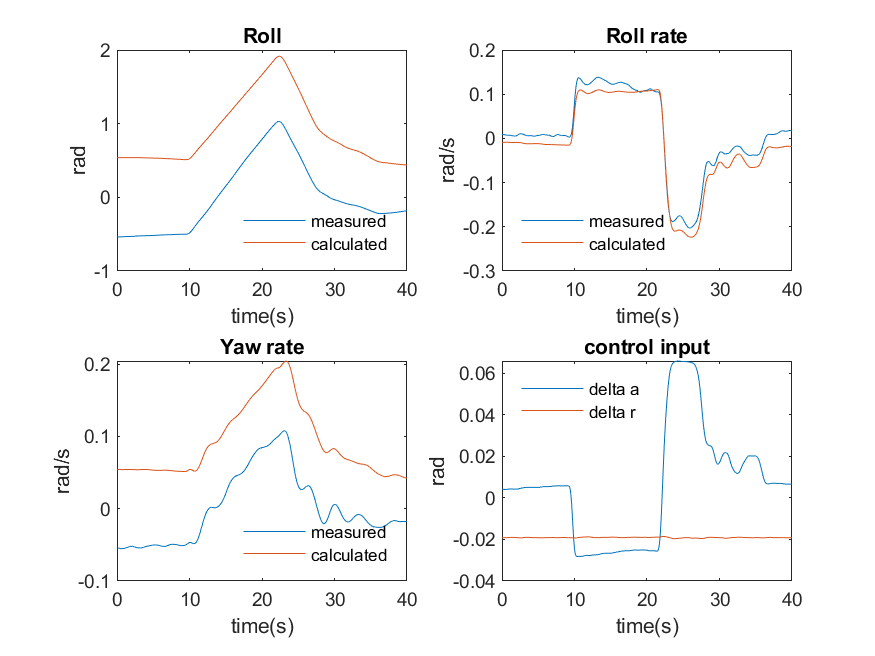 Roll
2
1
0
-1
rad
0 10 20 30 40
time(s)
measured
calculated
Roll rate
0.2
0.1
0
-0.1
-0.2
-0.3
rad/s
0 10 20 30 40
time(s)
measured
calculated
Yaw rate
0.2
0.1
0
-0.1
rad/s
0 10 20 30 40
time(s)
measured
calculated
control input
0.06
0.04
0.02
0
-0.02
-0.04
rad
0 10 20 30 40
time(s)
delta a
delta r